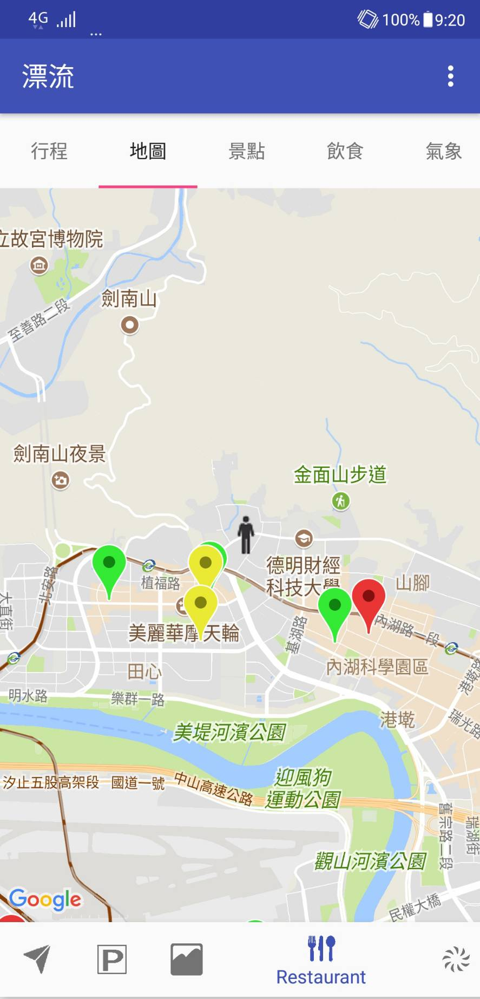 4G
100%
9:20
...
漂流
行程
地圖
景點
飲食
氣象
立故宮博物院
劍南山
至善路二段
劍南山夜景
金面山步道
德明財經
科技大學
北安路
植福路
山腳
大直街
美麗華摩天輪
基湖路
內湖路一段
田心
內湖科學園區
港墘路
明水路
樂群一路
港墘
瑞光路
美堤河濱公園
汐止五股高架段
國道一號
中山高速公路
迎風狗
運動公園
舊宗路二段
瑞湖街
觀山河濱公園
Google
民權大橋
P
Restaurant